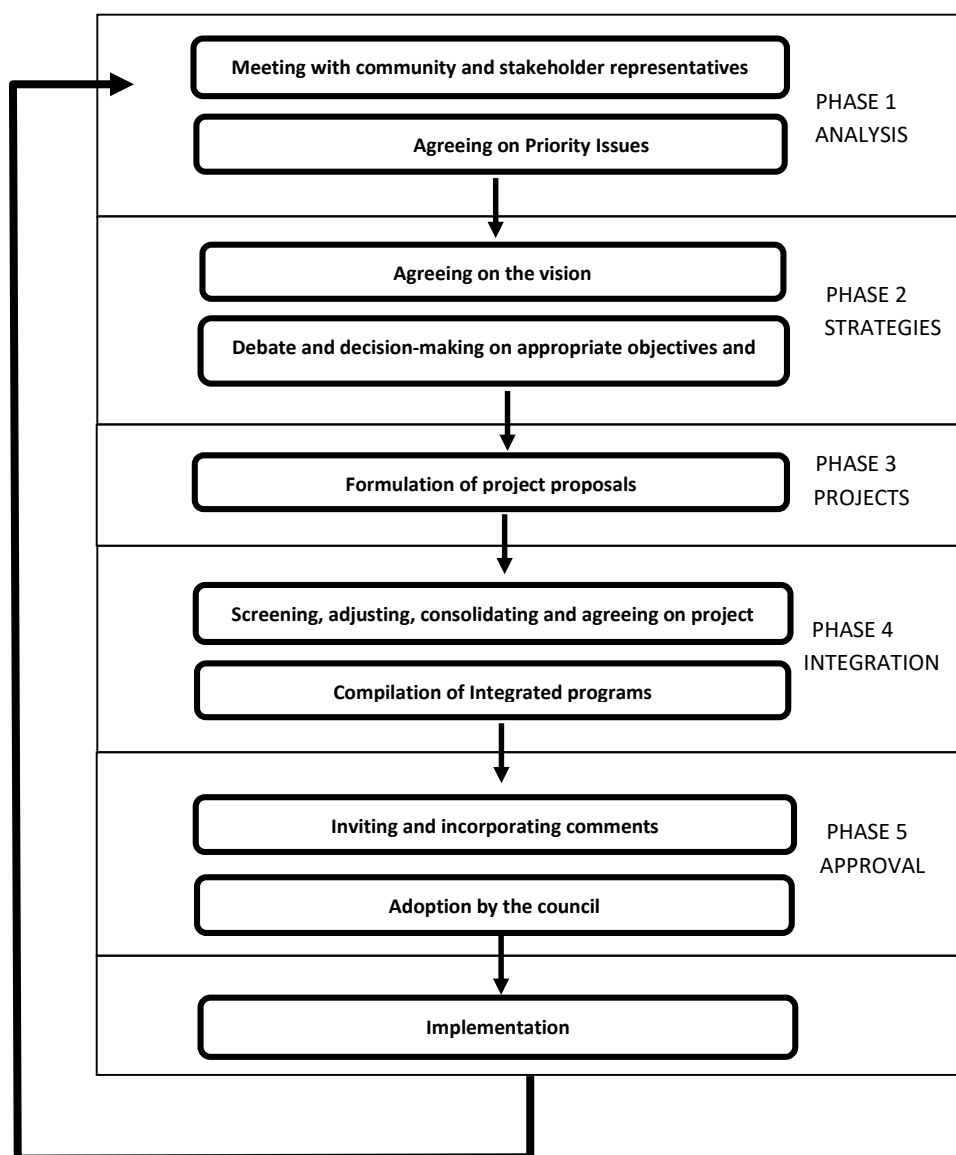 Meeting with community and stakeholder representatives
PHASE 1
ANALYSIS
Agreeing on Priority Issues
Agreeing on the vision
PHASE 2
STRATEGIES
Debate and decision-making on appropriate objectives and
PHASE 3
PROJECTS
Formulation of project proposals
Screening, adjusting, consolidating and agreeing on project
PHASE 4
INTEGRATION
Compilation of Integrated programs
Inviting and incorporating comments
PHASE 5
APPROVAL
Adoption by the council
Implementation